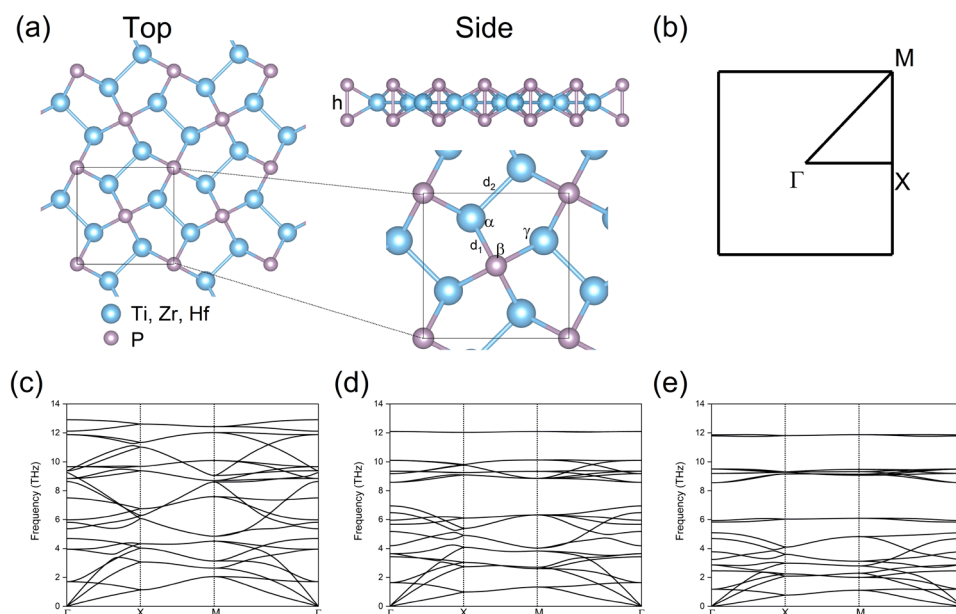 (a) Top Side (b)
h
M
Γ
X
d2
α
d1 β γ
Ti, Zr, Hf
P
(c) (d) (e)
14 14 14
12 12 12
10 10 10
8 8 8
6 6 6
4 4 4
2 2 2
0 0 0
Frequency (THz) Frequency (THz) Frequency (THz)
Γ X M Γ Γ X M Γ Γ X M Γ